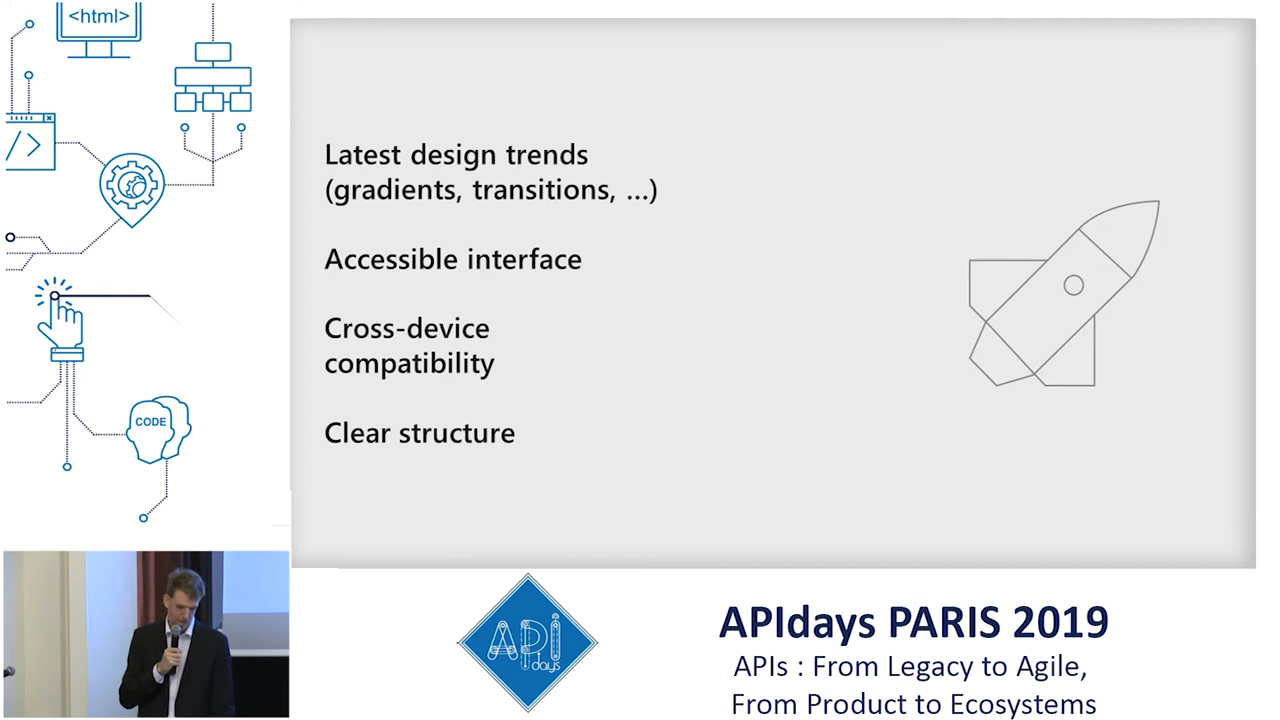 <html>
</>
CODE
Latest design trends
(gradients, transitions, ...)
Accessible interface
Cross-device
compatibility
Clear structure
API
days
APIdays PARIS 2019
APIs : From Legacy to Agile,
From Product to Ecosystems